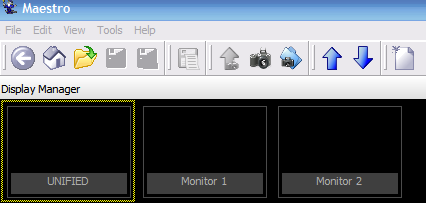 Maestro
File Edit View Tools Help
Display Manager
UNIFIED Monitor 1 Monitor 2